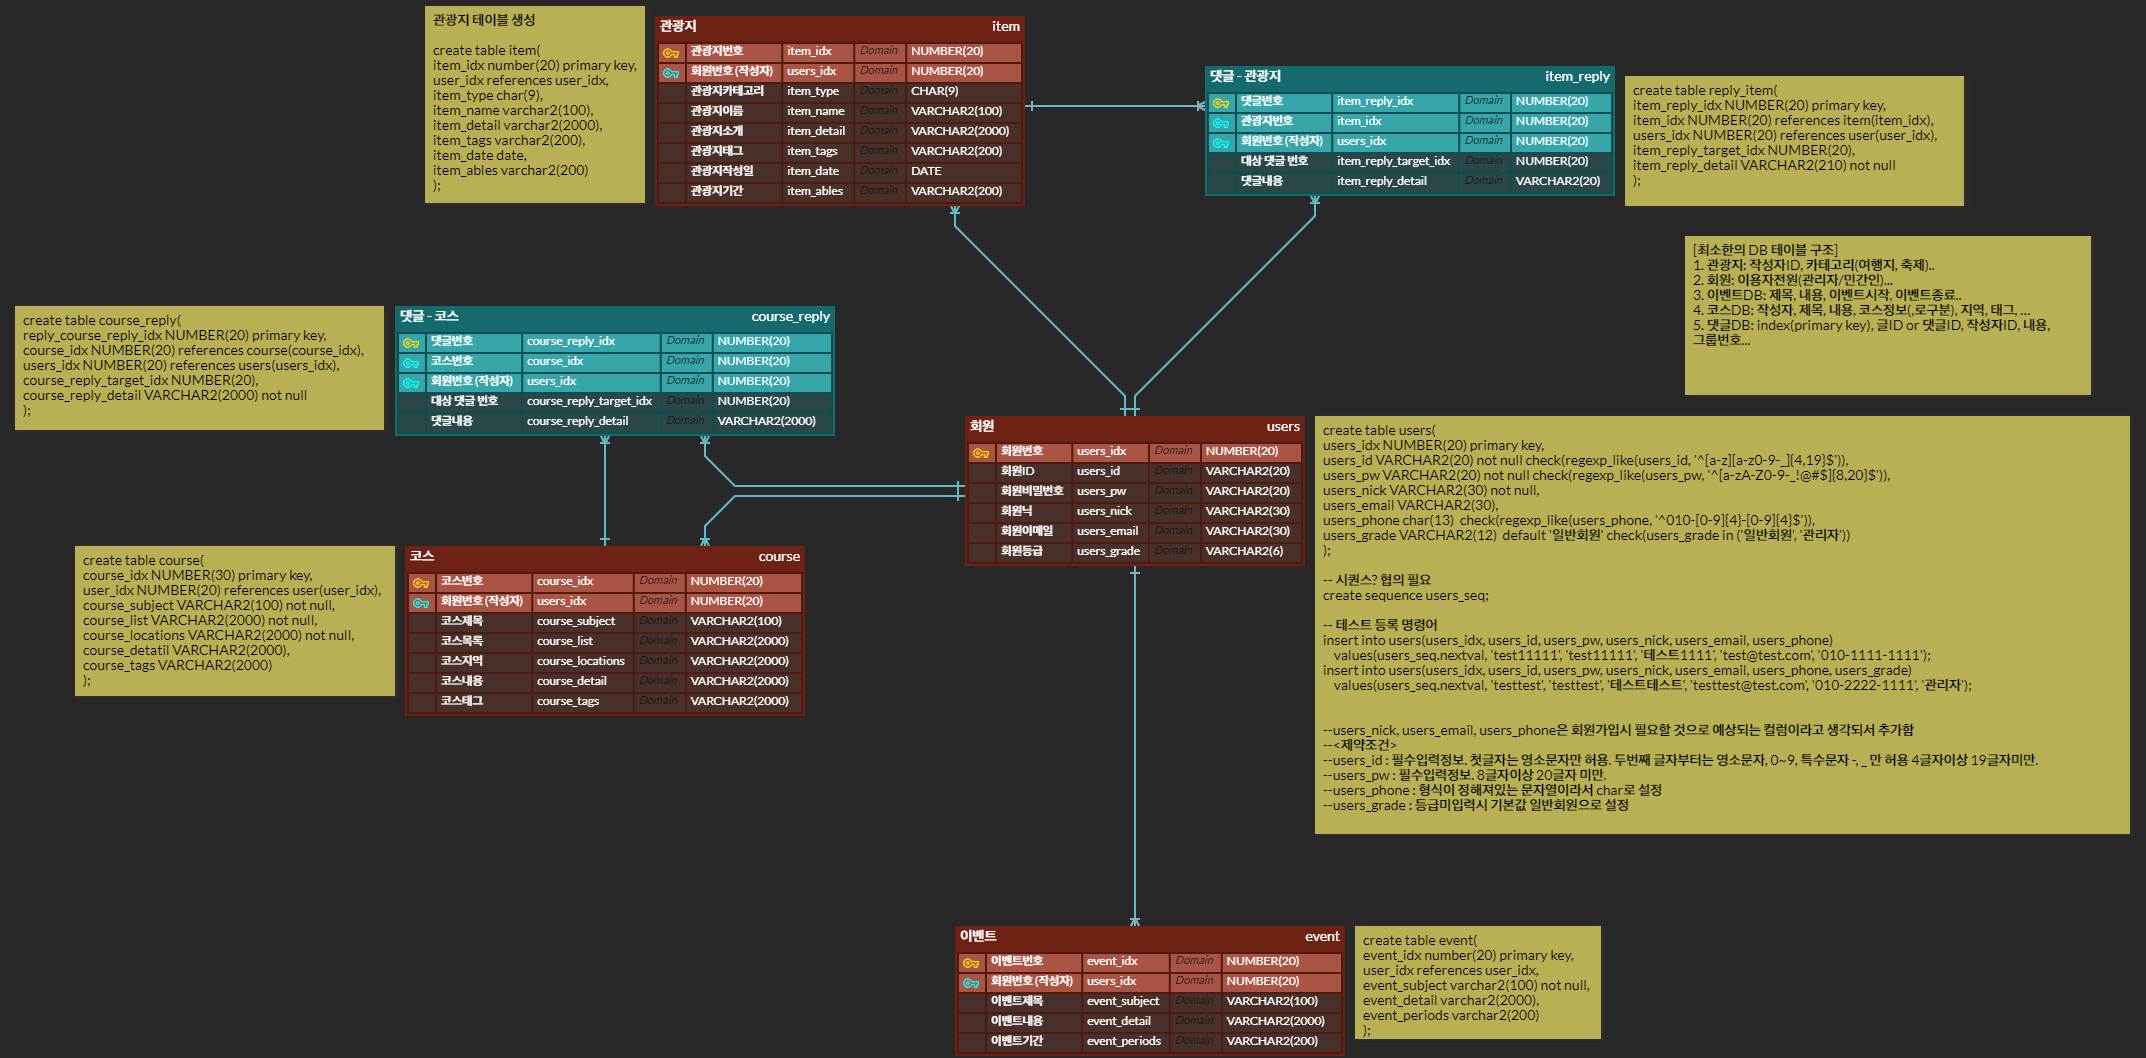 관광지 테이블 생성
create table item(
item_idx number(20) primary key,
user_idx references user_idx,
item_type char(9),
item_name varchar2(100),
item_detail varchar2(2000),
item_tags varchar2(200),
item_date date,
item_ables varchar2(200)
);
관광지 item
관광지번호 item_idx Domain NUMBER(20)
회원번호 (작성자) users_idx Domain NUMBER(20)
관광지카테고리 item_type Domain CHAR(9)
관광지이름 item_name Domain VARCHAR2(100)
관광지소개 item_detail Domain VARCHAR2(2000)
관광지태그 item_tags Domain VARCHAR2(200)
관광지작성일 item_date Domain DATE
관광지기간 item_ables Domain VARCHAR2(200)
댓글 - 관광지 item_reply
댓글번호 item_reply_idx Domain NUMBER(20)
관광지번호 item_idx Domain NUMBER(20)
회원번호 (작성자) users_idx Domain NUMBER(20)
대상 댓글 번호 item_reply_target_idx Domain NUMBER(20)
댓글내용 item_reply_detail Domain VARCHAR2(20)
create table reply_item(
item_reply_idx NUMBER(20) primary key,
item_idx NUMBER(20) references item(item_idx),
users_idx NUMBER(20) references user(user_idx),
item_reply_target_idx NUMBER(20),
item_reply_detail VARCHAR2(210) not null
);
[최소한의 DB 테이블 구조]
1. 관광지: 작성자ID, 카테고리(여행지, 축제)..
2. 회원: 이용자전원(관리자/민간인)...
3. 이벤트DB: 제목, 내용, 이벤트시작, 이벤트종료..
4. 코스DB: 작성자, 제목, 내용, 코스정보(,로구분), 지역, 태그, ...
5. 댓글DB: index(primary key), 글ID or 댓글ID, 작성자ID, 내용,
그룹번호...
create table course_reply(
reply_course_reply_idx NUMBER(20) primary key,
course_idx NUMBER(20) references course(course_idx),
users_idx NUMBER(20) references users(users_idx),
course_reply_target_idx NUMBER(20),
course_reply_detail VARCHAR2(2000) not null
);
댓글 - 코스 course_reply
댓글번호 course_reply_idx Domain NUMBER(20)
코스번호 course_idx Domain NUMBER(20)
회원번호 (작성자) users_idx Domain NUMBER(20)
대상 댓글 번호 course_reply_target_idx Domain NUMBER(20)
댓글내용 course_reply_detail Domain VARCHAR2(2000)
회원 users
회원번호 users_idx Domain NUMBER(20)
회원ID users_id Domain VARCHAR2(20)
회원비밀번호 users_pw Domain VARCHAR2(20)
회원닉 users_nick Domain VARCHAR2(30)
회원이메일 users_email Domain VARCHAR2(30)
회원등급 users_grade Domain VARCHAR2(6)
create table users(
users_idx NUMBER(20) primary key,
users_id VARCHAR2(20) not null check(regexp_like(users_id, '^[a-z][a-z0-9-_]{4,19}$')),
users_pw VARCHAR2(20) not null check(regexp_like(users_pw, '^[a-zA-Z0-9-_!@#$]{8,20}$')),
users_nick VARCHAR2(30) not null,
users_email VARCHAR2(30),
users_phone char(13)  check(regexp_like(users_phone, '^010-[0-9]{4}-[0-9]{4}$')),
users_grade VARCHAR2(12)  default '일반회원' check(users_grade in ('일반회원', '관리자'))
);
-- 시퀀스? 협의 필요
create sequence users_seq;
-- 테스트 등록 명령어
insert into users(users_idx, users_id, users_pw, users_nick, users_email, users_phone)
values(users_seq.nextval, 'test11111', 'test11111', '테스트1111', 'test@test.com', '010-1111-1111');
insert into users(users_idx, users_id, users_pw, users_nick, users_email, users_phone, users_grade)
values(users_seq.nextval, 'testtest', 'testtest', '테스트테스트', 'testtest@test.com', '010-2222-1111', '관리자');
--users_nick, users_email, users_phone은 회원가입시 필요할 것으로 예상되는 컬럼이라고 생각되서 추가함
--<제약조건>
--users_id : 필수입력정보. 첫글자는 영소문자만 허용. 두번째 글자부터는 영소문자, 0~9, 특수문자 -, _ 만 허용 4글자이상 19글자미만.
--users_pw : 필수입력정보. 8글자이상 20글자 미만.
--users_phone : 형식이 정해져있는 문자열이라서 char로 설정
--users_grade : 등급미입력시 기본값 일반회원으로 설정
create table course(
course_idx NUMBER(30) primary key,
user_idx NUMBER(20) references user(user_idx),
course_subject VARCHAR2(100) not null,
course_list VARCHAR2(2000) not null,
course_locations VARCHAR2(2000) not null,
course_detatil VARCHAR2(2000),
course_tags VARCHAR2(2000)
);
코스 course
코스번호 course_idx Domain NUMBER(20)
회원번호 (작성자) users_idx Domain NUMBER(20)
코스제목 course_subject Domain VARCHAR2(100)
코스목록 course_list Domain VARCHAR2(2000)
코스지역 course_locations Domain VARCHAR2(2000)
코스내용 course_detail Domain VARCHAR2(2000)
코스태그 course_tags Domain VARCHAR2(2000)
이벤트 event
이벤트번호 event_idx Domain NUMBER(20)
회원번호 (작성자) users_idx Domain NUMBER(20)
이벤트제목 event_subject Domain VARCHAR2(100)
이벤트내용 event_detail Domain VARCHAR2(2000)
이벤트기간 event_periods Domain VARCHAR2(200)
create table event(
event_idx number(20) primary key,
user_idx references user_idx,
event_subject varchar2(100) not null,
event_detail varchar2(2000),
event_periods varchar2(200)
);